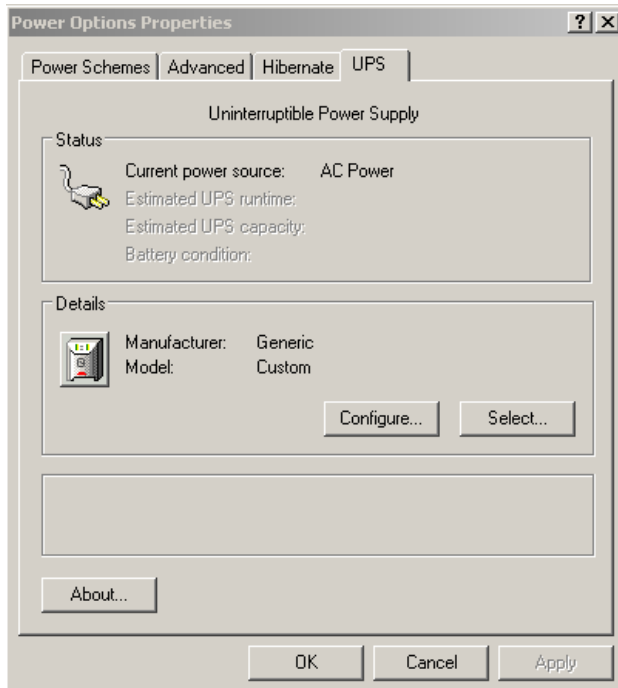 Power Options Properties
Power Schemes Advanced Hibernate UPS
Uninterruptible Power Supply
Status
Current power source: AC Power
Estimated UPS runtime:
Estimated UPS capacity:
Battery condition:
Details
Manufacturer: Generic
Model: Custom
Configure... Select...
About...
OK Cancel Apply